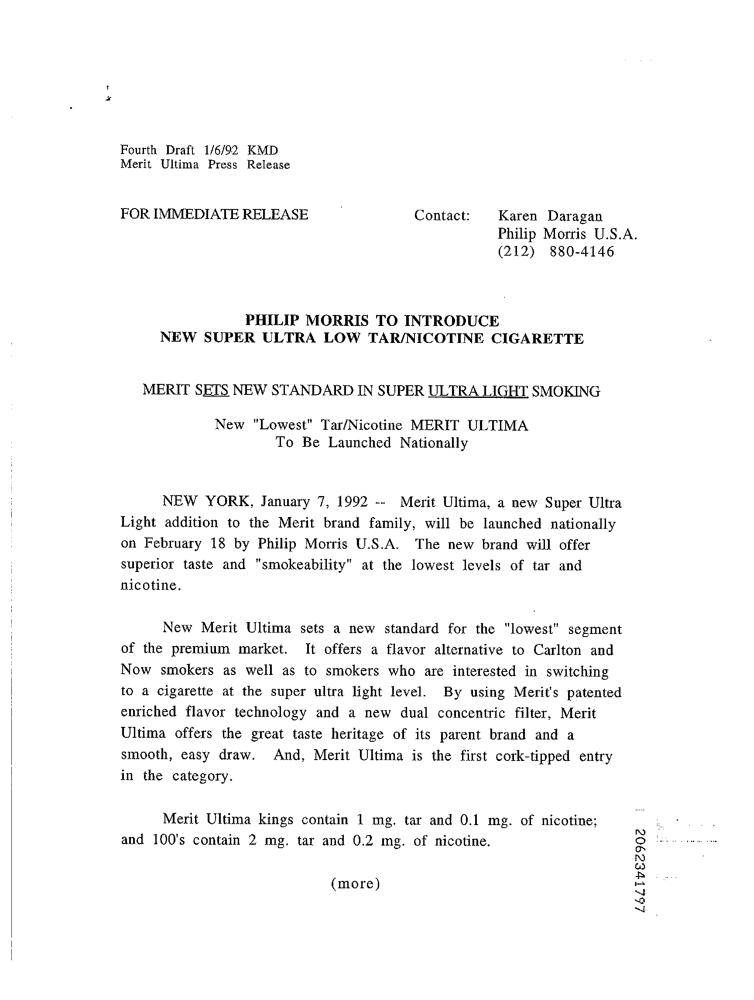 Fourth Draft 1/6/92 KMD
Merit Ultima Press Release
FOR IMMEDIATE RELEASE
Contact: Karen Daragan
Philip Morris U.S.A.
(212) 880-4146
PHILIP MORRIS TO INTRODUCE
NEW SUPER ULTRA LOW TAR/NICOTINE CIGARETTE
MERIT SETS NEW STANDARD IN SUPER ULTRA LIGHT SMOKING
New "Lowest" Tar/Nicotine MERIT ULTIMA
To Be Launched Nationally
NEW YORK, January 7, 1992 -- Merit Ultima, a new Super Ultra
Light addition to the Merit brand family, will be launched nationally
on February 18 by Philip Morris U.S.A. The new brand will offer
superior taste and "smokeability" at the lowest levels of tar and
nicotine.
New Merit Ultima sets a new standard for the "lowest" segment
of the premium market. It offers a flavor alternative to Carlton and
Now smokers as well as to smokers who are interested in switching
to a cigarette at the super ultra light level. By using Merit's patented
enriched flavor technology and a new dual concentric filter, Merit
Ultima offers the great taste heritage of its parent brand and a
smooth, easy draw. And, Merit Ultima is the first cork-tipped entry
in the category.
Merit Ultima kings contain 1 mg. tar and 0.1 mg. of nicotine;
and 100's contain 2 mg. tar and 0.2 mg. of nicotine.
(more)
2062341797